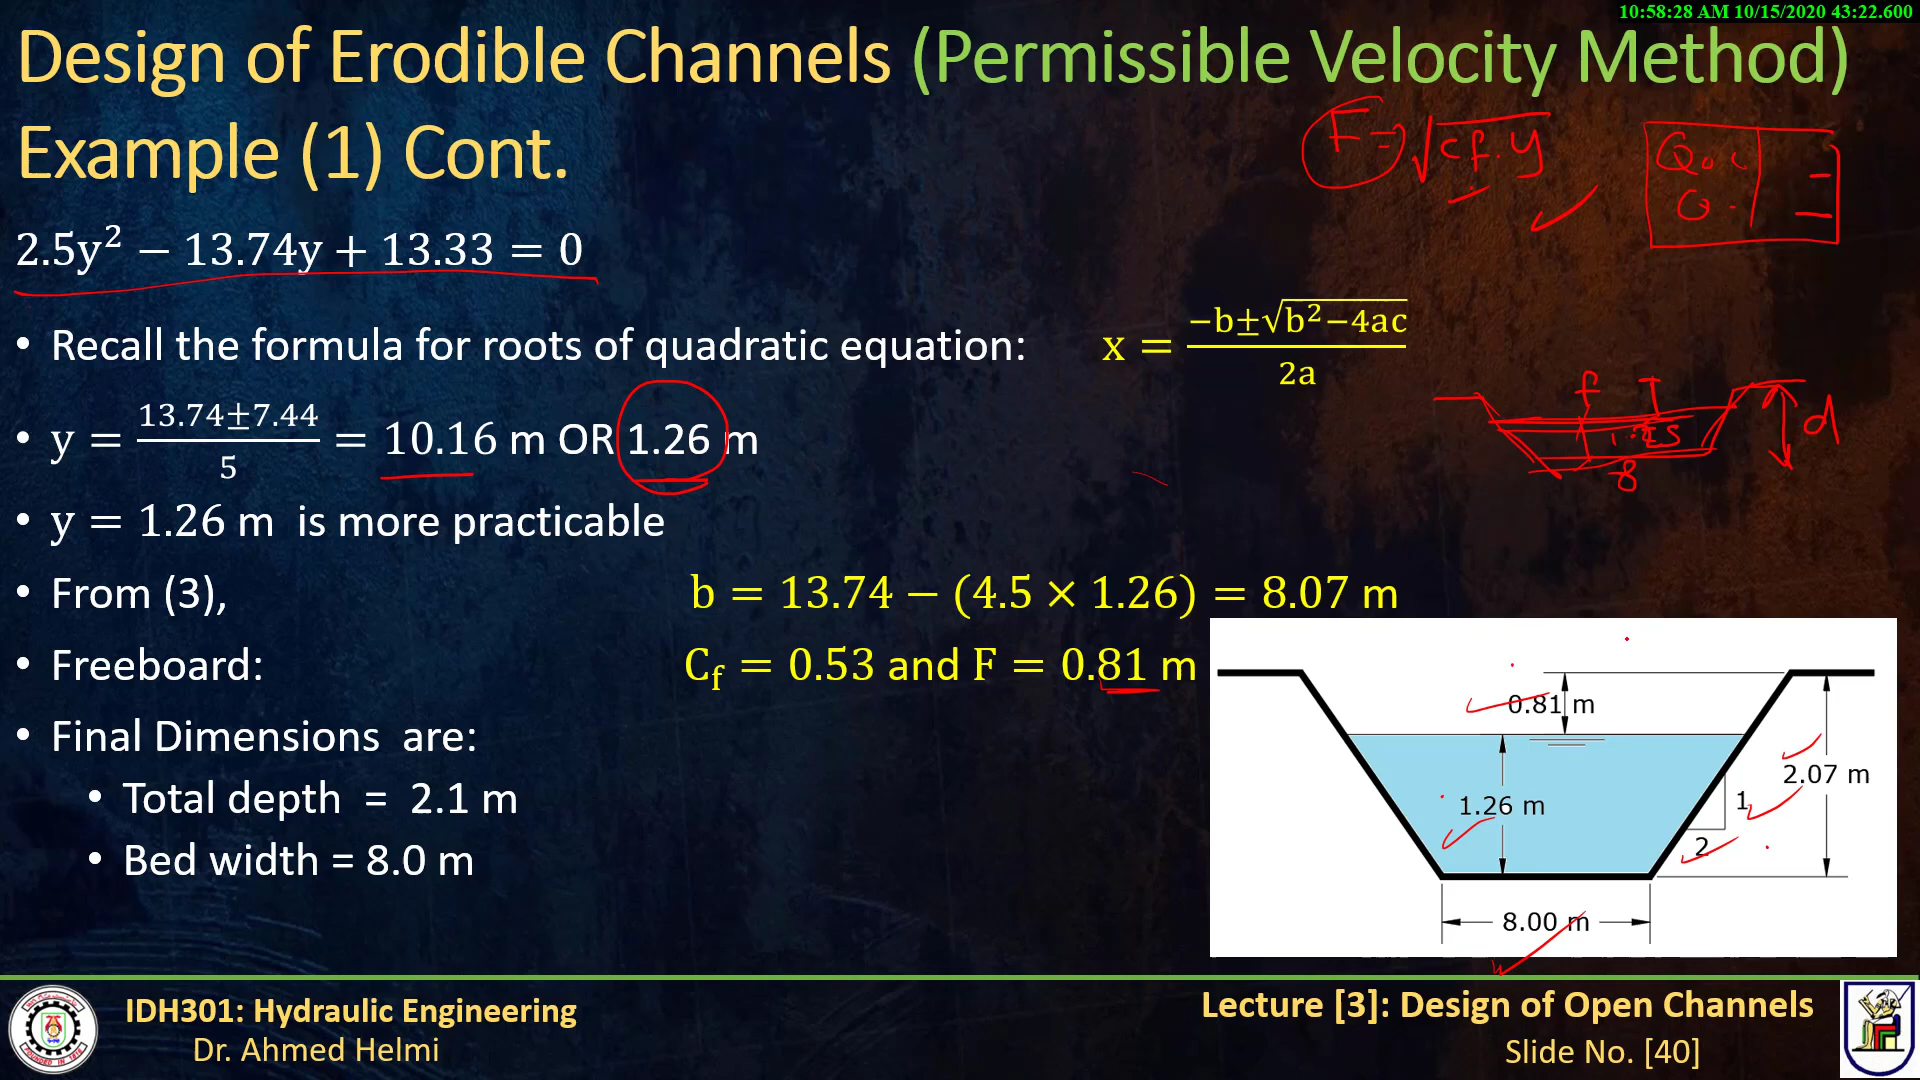 10:58:28 AM 10/15/2020 43:22.600
Design of Erodible Channels (Permissible Velocity Method)
Example (1) Cont.
F = √cf.y
2.5y² − 13.74y + 13.33 = 0
• Recall the formula for roots of quadratic equation: x = (−b±√(b²−4ac))/2a
• y = (13.74±7.44)/5 = 10.16 m OR 1.26 m
f T
d
8
• y = 1.26 m is more practicable
• From (3), b = 13.74 − (4.5 × 1.26) = 8.07 m
• Freeboard: C_f = 0.53 and F = 0.81 m
• Final Dimensions are:
• Total depth = 2.1 m
• Bed width = 8.0 m
0.81 m
2.07 m
1.26 m
1
2
8.00 m
IDH301: Hydraulic Engineering
Dr. Ahmed Helmi
Lecture [3]: Design of Open Channels
Slide No. [40]